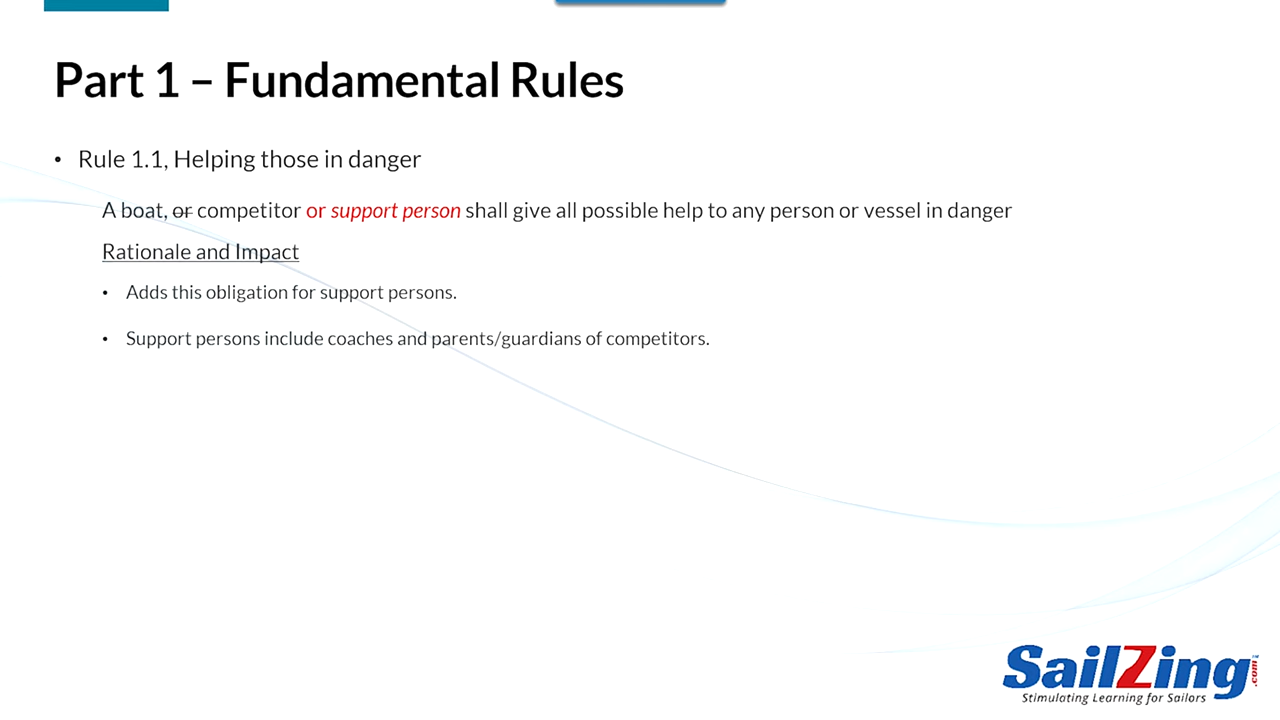 Part 1 – Fundamental Rules
• Rule 1.1, Helping those in danger
A boat, or competitor or support person shall give all possible help to any person or vessel in danger
Rationale and Impact
• Adds this obligation for support persons.
• Support persons include coaches and parents/guardians of competitors.
SailZing.com™
Stimulating Learning for Sailors